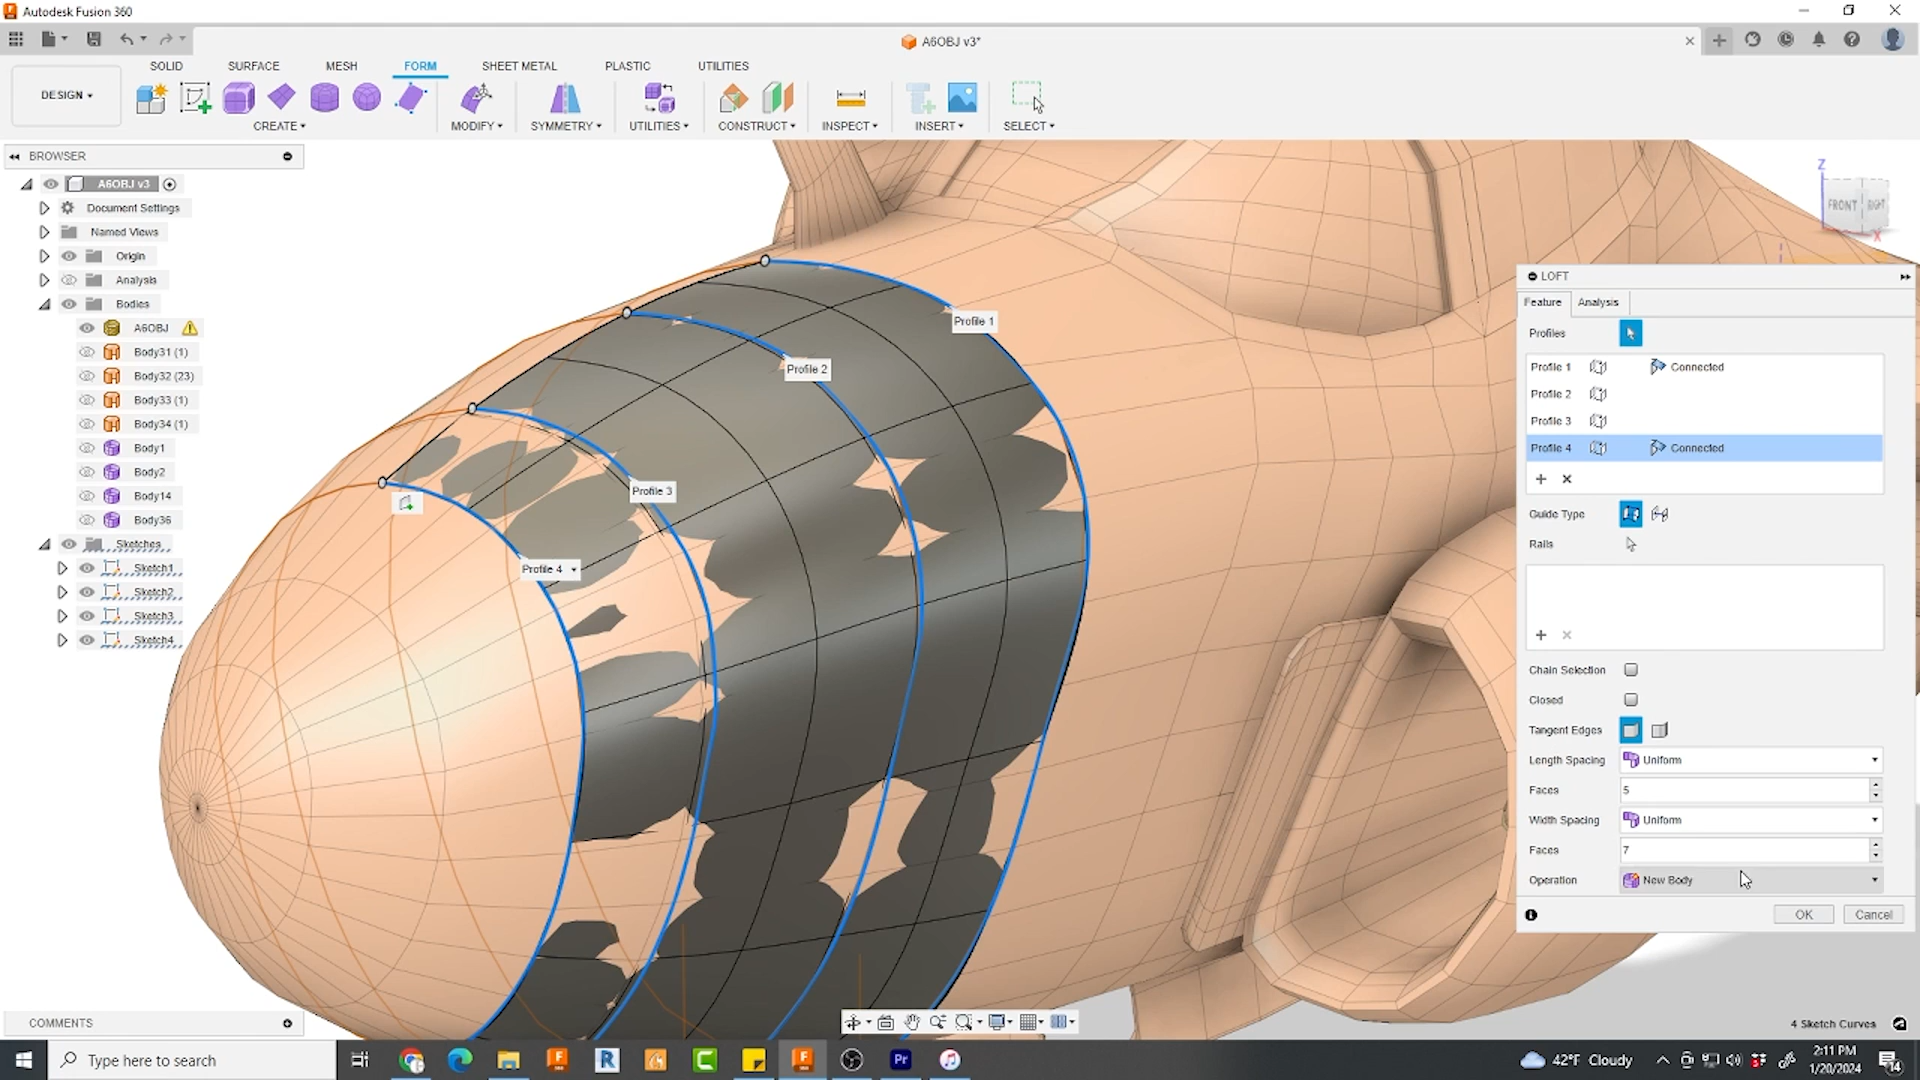 Autodesk Fusion 360
A6OBJ v3*
SOLID
SURFACE
MESH
FORM
SHEET METAL
PLASTIC
UTILITIES
DESIGN
CREATE
MODIFY
SYMMETRY
UTILITIES
CONSTRUCT
INSPECT
INSERT
SELECT
BROWSER
A6OBJ v3
Document Settings
Named Views
Origin
Analysis
Bodies
A6OBJ
Body31 (1)
Body32 (23)
Body33 (1)
Body34 (1)
Body1
Body2
Body14
Body36
Sketches
Sketch1
Sketch2
Sketch3
Sketch4
Profile 1
Profile 2
Profile 3
Profile 4
Z
FRONT
RIGHT
X
LOFT
Feature
Analysis
Profiles
Profile 1 Connected
Profile 2
Profile 3
Profile 4 Connected
Guide Type
Rails
Chain Selection
Closed
Tangent Edges
Length Spacing Uniform
Faces 5
Width Spacing Uniform
Faces 7
Operation New Body
OK
Cancel
COMMENTS
4 Sketch Curves
Type here to search
42°F Cloudy
2:11 PM
1/20/2024
14